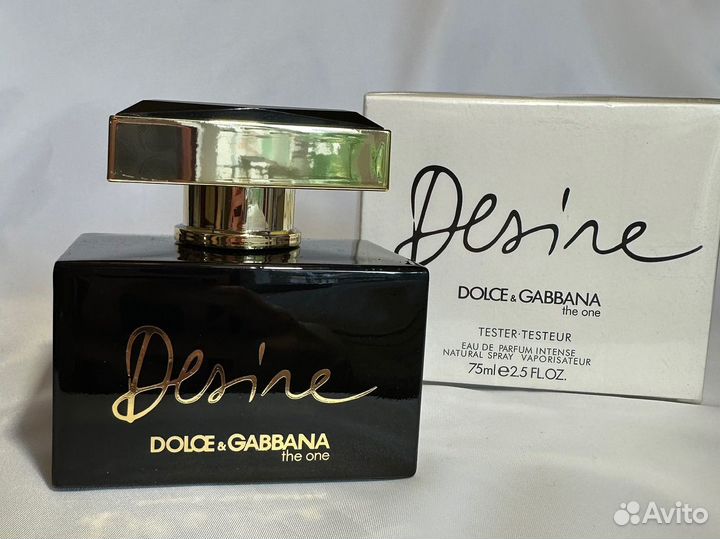 Desire
DOLCE & GABBANA
the one
Desire
DOLCE & GABBANA
the one
TESTER·TESTEUR
EAU DE PARFUM INTENSE
NATURAL SPRAY VAPORISATEUR
75ml e 2.5 FL.OZ.
Avito